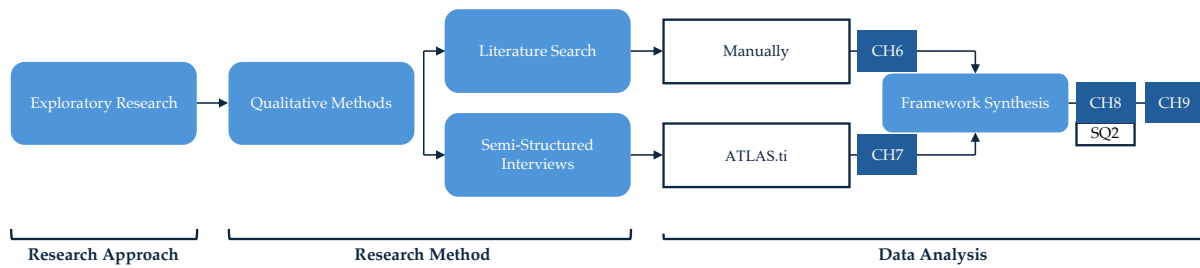 Exploratory Research
Qualitative Methods
Literature Search
Semi-Structured
Interviews
Manually
CH6
ATLAS.ti
CH7
Framework Synthesis
CH8
SQ2
CH9
Research Approach
Research Method
Data Analysis